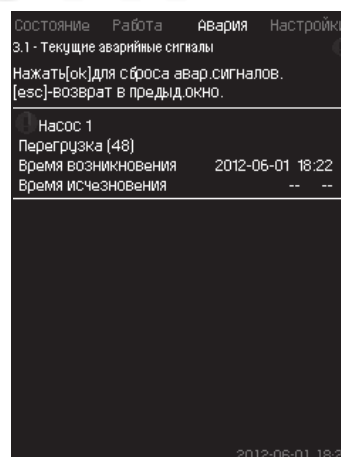 Состояние Работа Авария Настройки
3.1 - Текущие аварийные сигналы
Нажать[ok]для сброса авар.сигналов.
[esc]-возврат в предыд.окно.
Насос 1
Перегрузка (48)
Время возникновения 2012-06-01 18:22
Время исчезновения -- --
2012-06-01 18:2